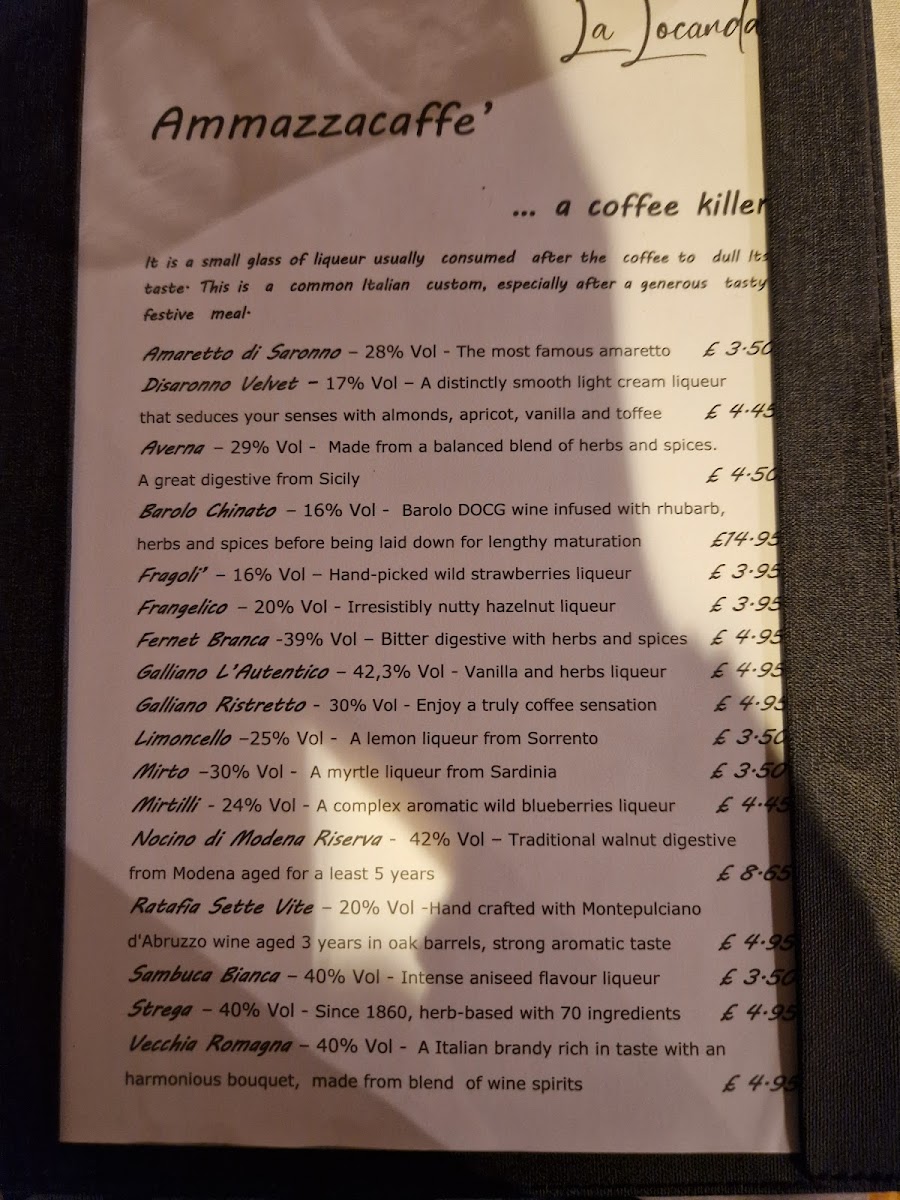 La Locanda
Ammazzacaffe'
... a coffee killer
It is a small glass of liqueur usually consumed after the coffee to dull Its
taste. This is a common Italian custom, especially after a generous tasty
festive meal.
Amaretto di Saronno – 28% Vol - The most famous amaretto £ 3.50
Disaronno Velvet – 17% Vol – A distinctly smooth light cream liqueur
that seduces your senses with almonds, apricot, vanilla and toffee £ 4.45
Averna – 29% Vol - Made from a balanced blend of herbs and spices.
A great digestive from Sicily £ 4.50
Barolo Chinato – 16% Vol - Barolo DOCG wine infused with rhubarb,
herbs and spices before being laid down for lengthy maturation £14.95
Fragoli' – 16% Vol – Hand-picked wild strawberries liqueur £ 3.95
Frangelico – 20% Vol - Irresistibly nutty hazelnut liqueur £ 3.95
Fernet Branca -39% Vol – Bitter digestive with herbs and spices £ 4.95
Galliano L'Autentico – 42,3% Vol - Vanilla and herbs liqueur £ 4.95
Galliano Ristretto - 30% Vol - Enjoy a truly coffee sensation £ 4.95
Limoncello –25% Vol - A lemon liqueur from Sorrento £ 3.50
Mirto –30% Vol - A myrtle liqueur from Sardinia £ 3.50
Mirtilli - 24% Vol - A complex aromatic wild blueberries liqueur £ 4.45
Nocino di Modena Riserva - 42% Vol – Traditional walnut digestive
from Modena aged for a least 5 years £ 8.65
Ratafia Sette Vite – 20% Vol -Hand crafted with Montepulciano
d'Abruzzo wine aged 3 years in oak barrels, strong aromatic taste £ 4.95
Sambuca Bianca – 40% Vol - Intense aniseed flavour liqueur £ 3.50
Strega – 40% Vol - Since 1860, herb-based with 70 ingredients £ 4.95
Vecchia Romagna – 40% Vol - A Italian brandy rich in taste with an
harmonious bouquet, made from blend of wine spirits £ 4.95